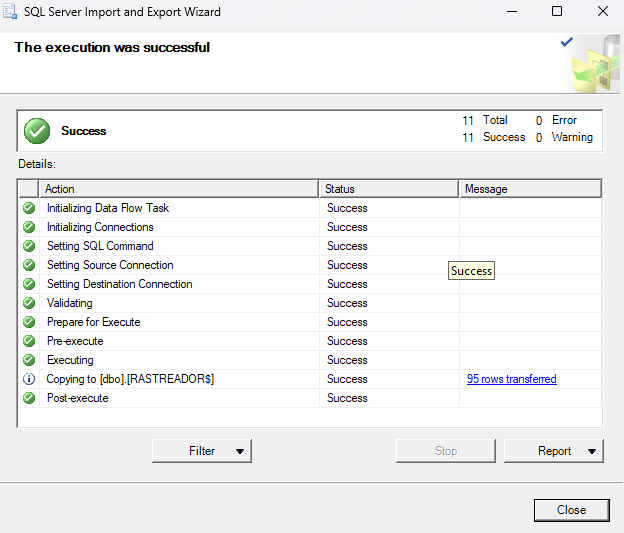 SQL Server Import and Export Wizard
The execution was successful
Success
11 Total 0 Error
11 Success 0 Warning
Details:
Action Status Message
Initializing Data Flow Task Success
Initializing Connections Success
Setting SQL Command Success
Setting Source Connection Success
Success
Setting Destination Connection Success
Validating Success
Prepare for Execute Success
Pre-execute Success
Executing Success
Copying to [dbo].[RASTREADOR$] Success 95 rows transferred
Post-execute Success
Filter Stop Report
Close